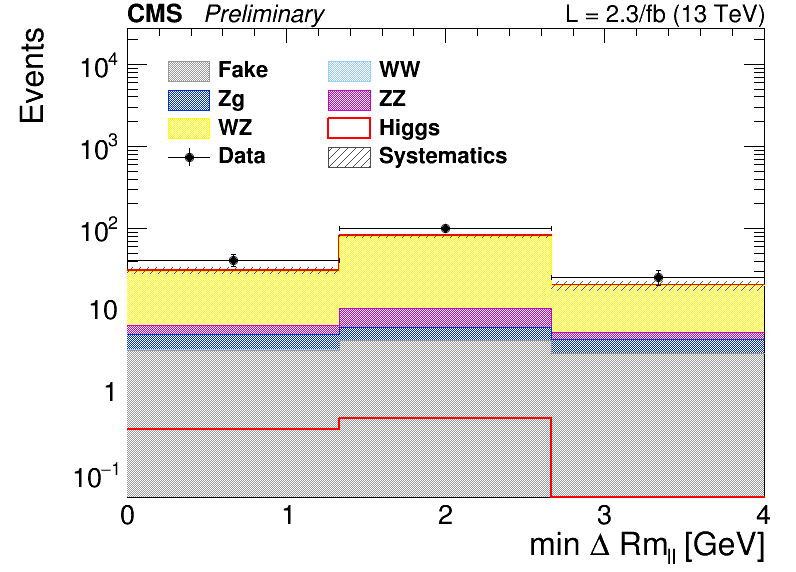 CMS Preliminary L = 2.3/fb (13 TeV)
Events
10⁴
10³
10²
10
1
10⁻¹
Fake WW
Zg ZZ
WZ Higgs
Data Systematics
0 1 2 3 4
min Δ Rm_ll [GeV]